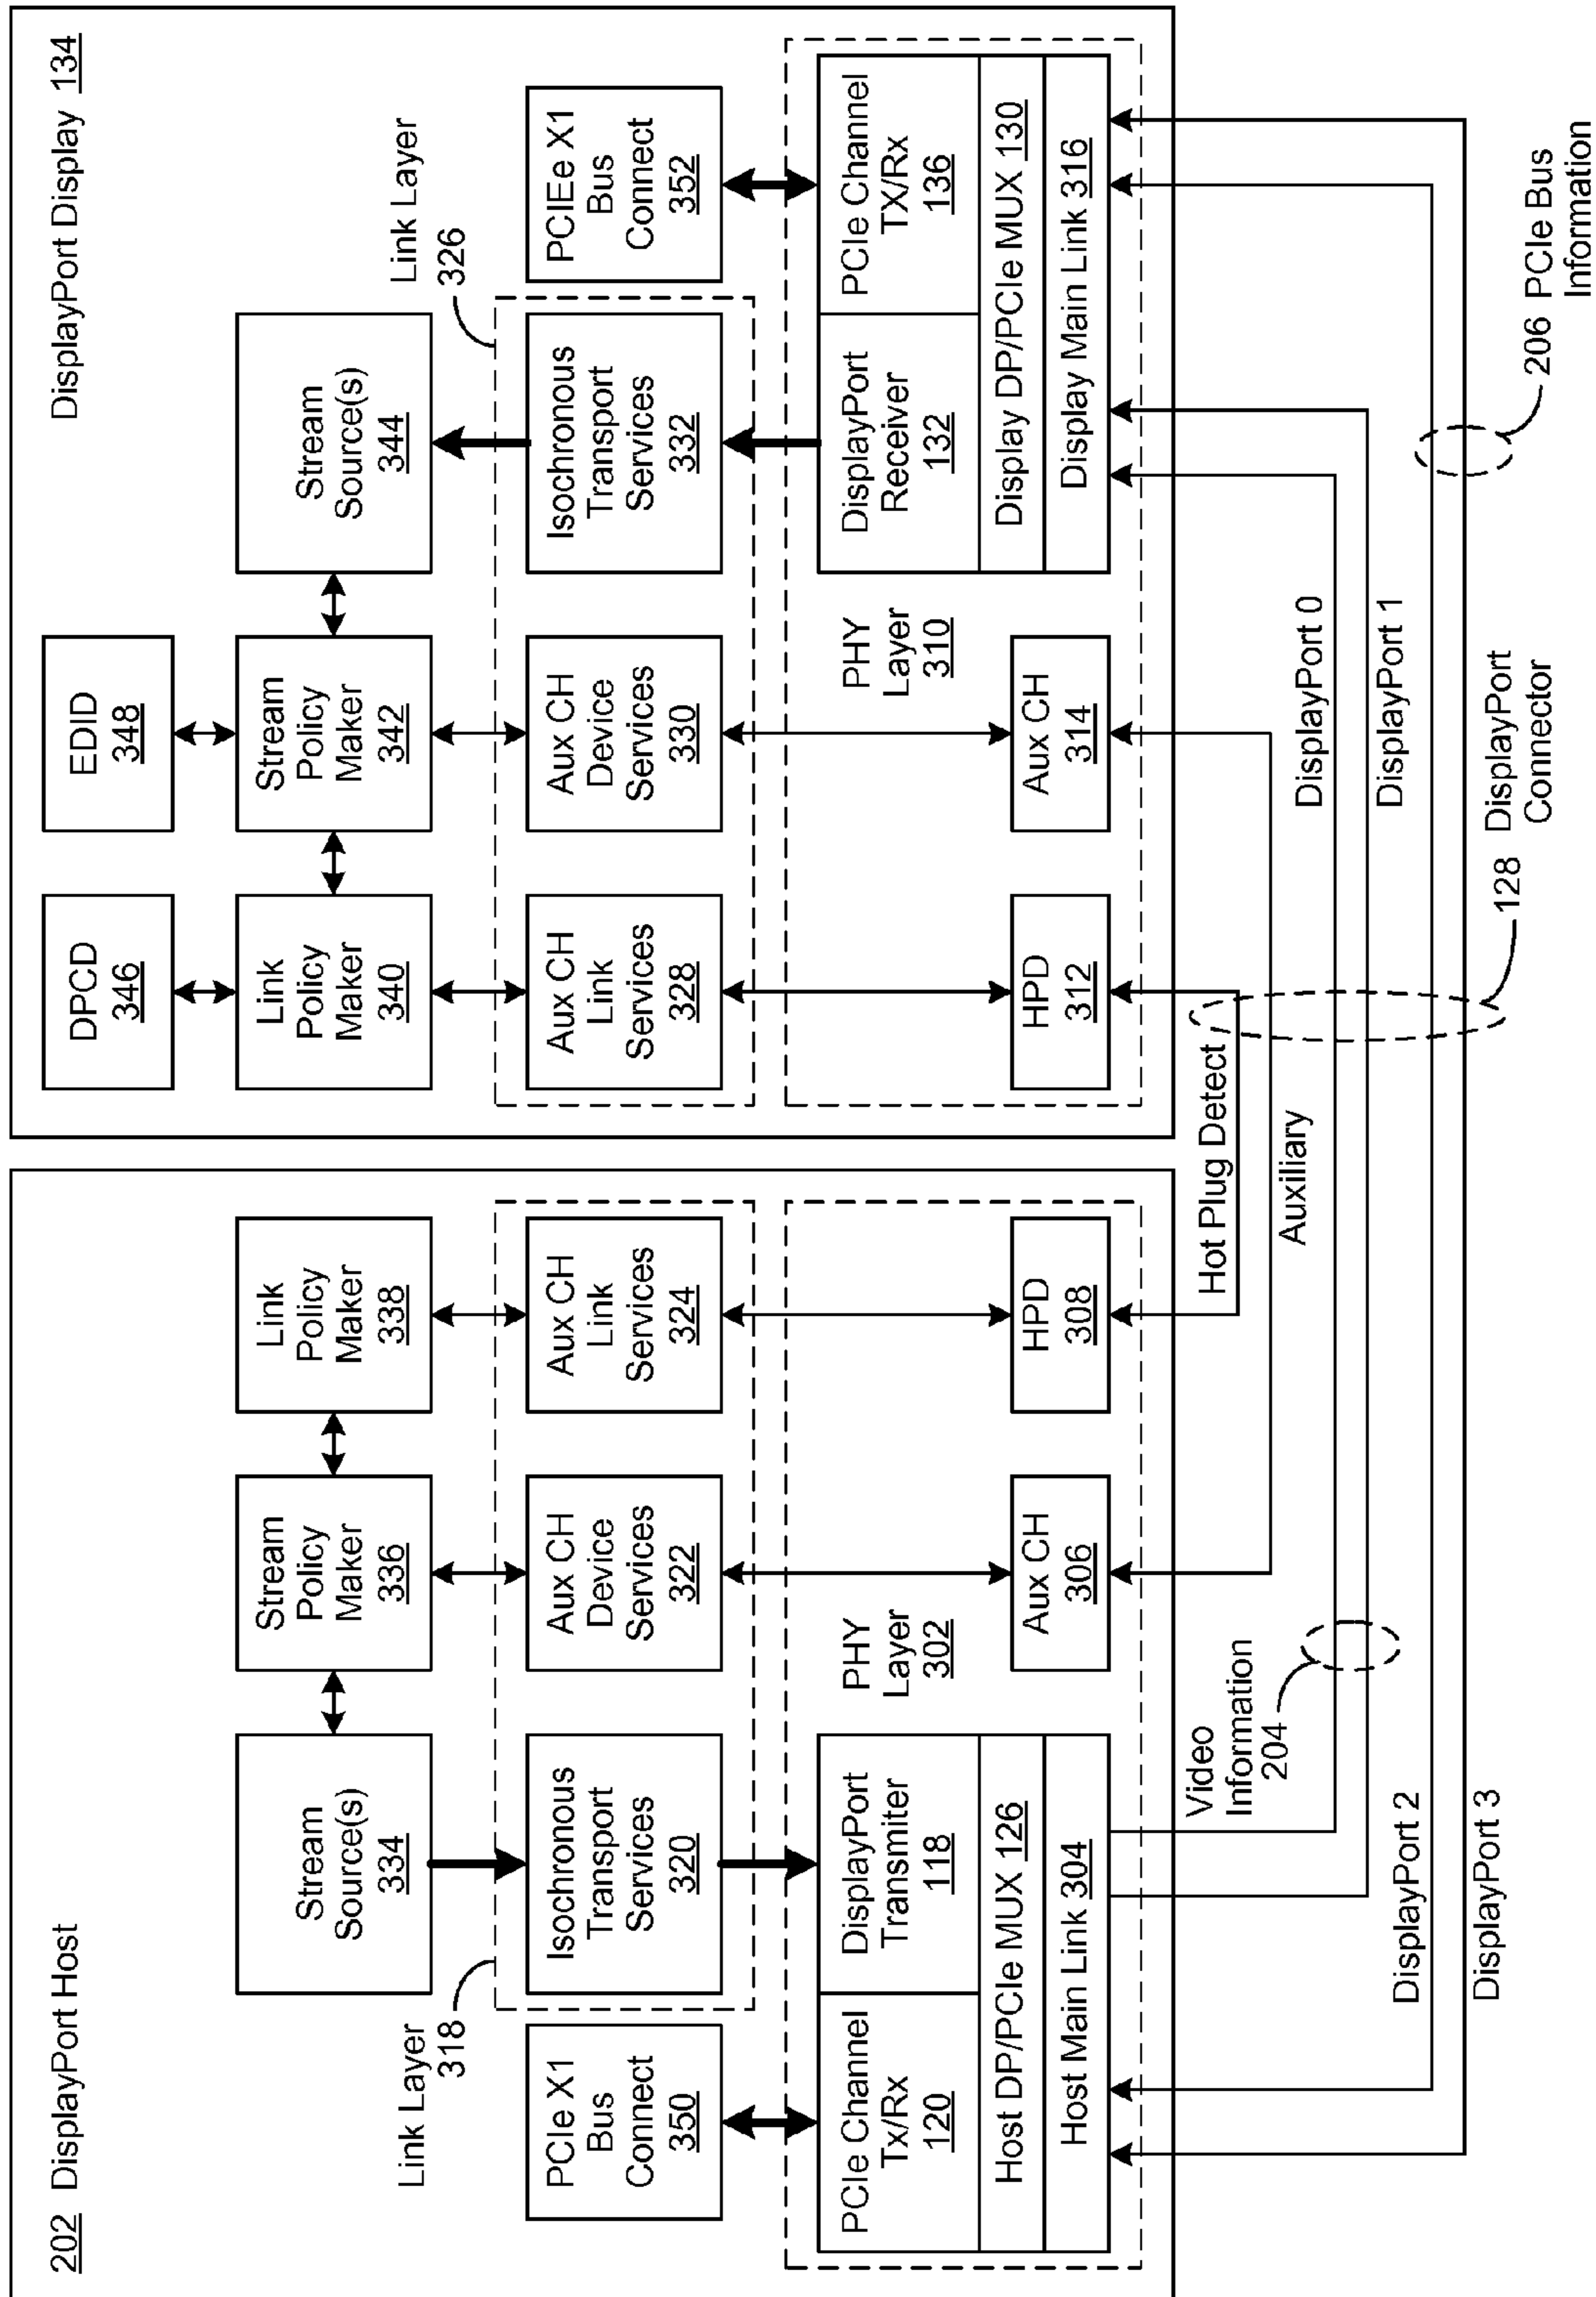 202 DisplayPort Host
Stream
Source(s)
334
Stream
Policy
Maker
336
Link
Policy
Maker
338
Link Layer
318
PCIe X1
Bus
Connect
350
Isochronous
Transport
Services
320
Aux CH
Device
Services
322
Aux CH
Link
Services
324
PCIe Channel
Tx/Rx
120
DisplayPort
Transmiter
118
Host DP/PCIe MUX 126
Host Main Link 304
PHY
Layer
302
Aux CH
306
HPD
308
DisplayPort Display 134
DPCD
346
EDID
348
Link
Policy
Maker
340
Stream
Policy
Maker
342
Stream
Source(s)
344
Link Layer
326
Aux CH
Link
Services
328
Aux CH
Device
Services
330
Isochronous
Transport
Services
332
PCIEe X1
Bus
Connect
352
PHY
Layer
310
HPD
312
Aux CH
314
DisplayPort
Receiver
132
PCIe Channel
TX/Rx
136
Display DP/PCIe MUX 130
Display Main Link 316
Hot Plug Detect
Auxiliary
Video
Information
204
DisplayPort 0
DisplayPort 1
DisplayPort 2
DisplayPort 3
128 DisplayPort
Connector
206 PCIe Bus
Information